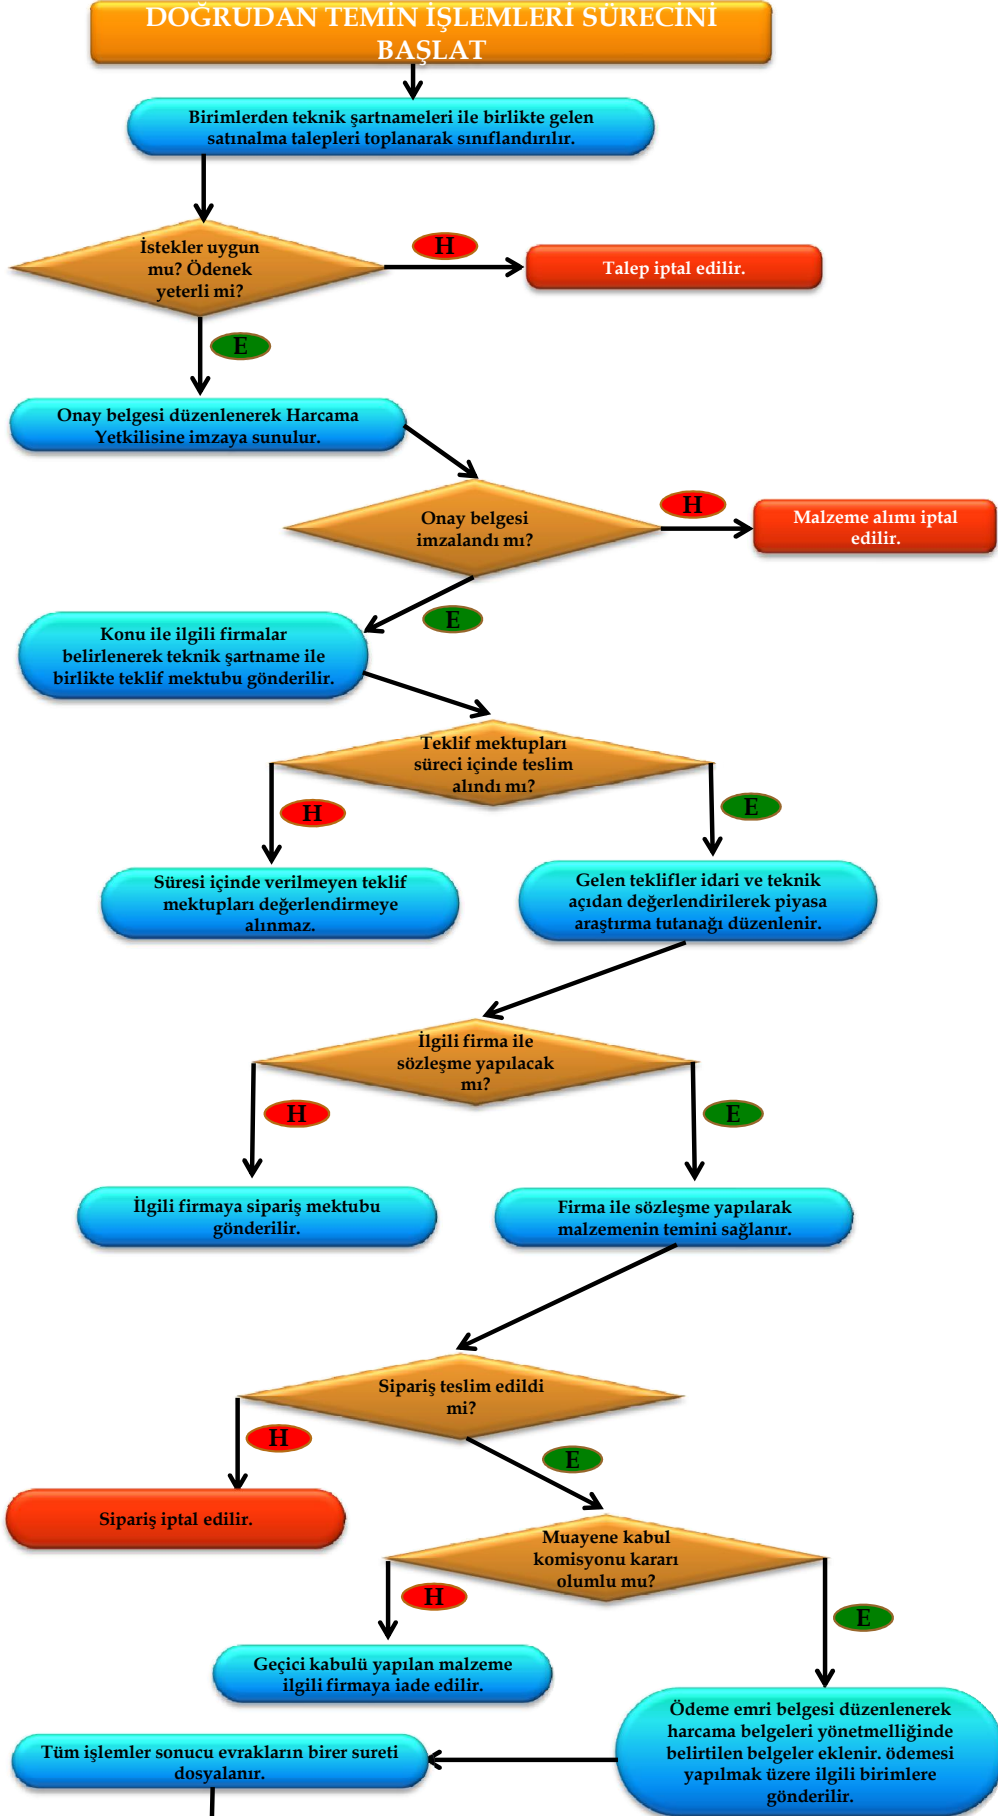 DOĞRUDAN TEMİN İŞLEMLERİ SÜRECİNİ
BAŞLAT
Birimlerden teknik şartnameleri ile birlikte gelen
satınalma talepleri toplanarak sınıflandırılır.
İstekler uygun
mu? Ödenek
yeterli mi?
H
Talep iptal edilir.
E
Onay belgesi düzenlenerek Harcama
Yetkilisine imzaya sunulur.
Onay belgesi
imzalandı mı?
H
Malzeme alımı iptal
edilir.
E
Konu ile ilgili firmalar
belirlenerek teknik şartname ile
birlikte teklif mektubu gönderilir.
Teklif mektupları
süreci içinde teslim
alındı mı?
H
E
Süresi içinde verilmeyen teklif
mektupları değerlendirmeye
alınmaz.
Gelen teklifler idari ve teknik
açıdan değerlendirilerek piyasa
araştırma tutanağı düzenlenir.
İlgili firma ile
sözleşme yapılacak
mı?
H
E
İlgili firmaya sipariş mektubu
gönderilir.
Firma ile sözleşme yapılarak
malzemenin temini sağlanır.
Sipariş teslim edildi
mi?
H
E
Sipariş iptal edilir.
Muayene kabul
komisyonu kararı
olumlu mu?
H
E
Geçici kabulü yapılan malzeme
ilgili firmaya iade edilir.
Ödeme emri belgesi düzenlenerek
harcama belgeleri yönetmelliğinde
belirtilen belgeler eklenir. ödemesi
yapılmak üzere ilgili birimlere
gönderilir.
Tüm işlemler sonucu evrakların birer sureti
dosyalanır.